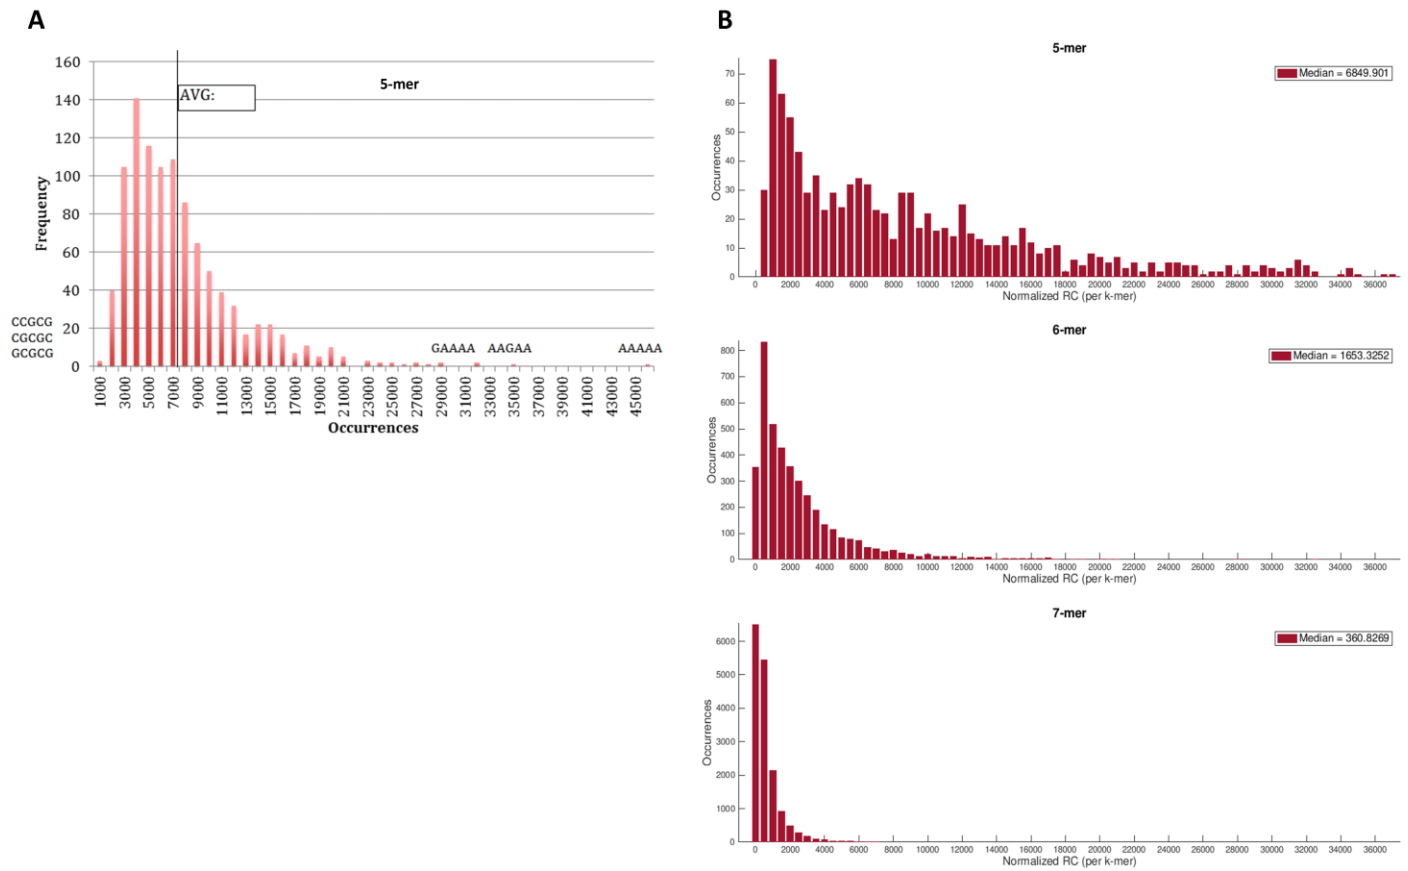 A
5-mer
AVG:
160
140
120
100
80
60
40
20
0
Frequency
CCGCG
CGCGC
GCGCG
GAAAA AAGAA AAAAA
1000 3000 5000 7000 9000 11000 13000 15000 17000 19000 21000 23000 25000 27000 29000 31000 33000 35000 37000 39000 41000 43000 45000
Occurrences
B
5-mer
Median = 6849.901
70
60
50
40
30
20
10
0
Occurrences
0 2000 4000 6000 8000 10000 12000 14000 16000 18000 20000 22000 24000 26000 28000 30000 32000 34000 36000
Normalized RC (per k-mer)
6-mer
Median = 1653.3252
800
700
600
500
400
300
200
100
0
Occurrences
0 2000 4000 6000 8000 10000 12000 14000 16000 18000 20000 22000 24000 26000 28000 30000 32000 34000 36000
Normalized RC (per k-mer)
7-mer
Median = 360.8269
6000
5000
4000
3000
2000
1000
0
Occurrences
0 2000 4000 6000 8000 10000 12000 14000 16000 18000 20000 22000 24000 26000 28000 30000 32000 34000 36000
Normalized RC (per k-mer)